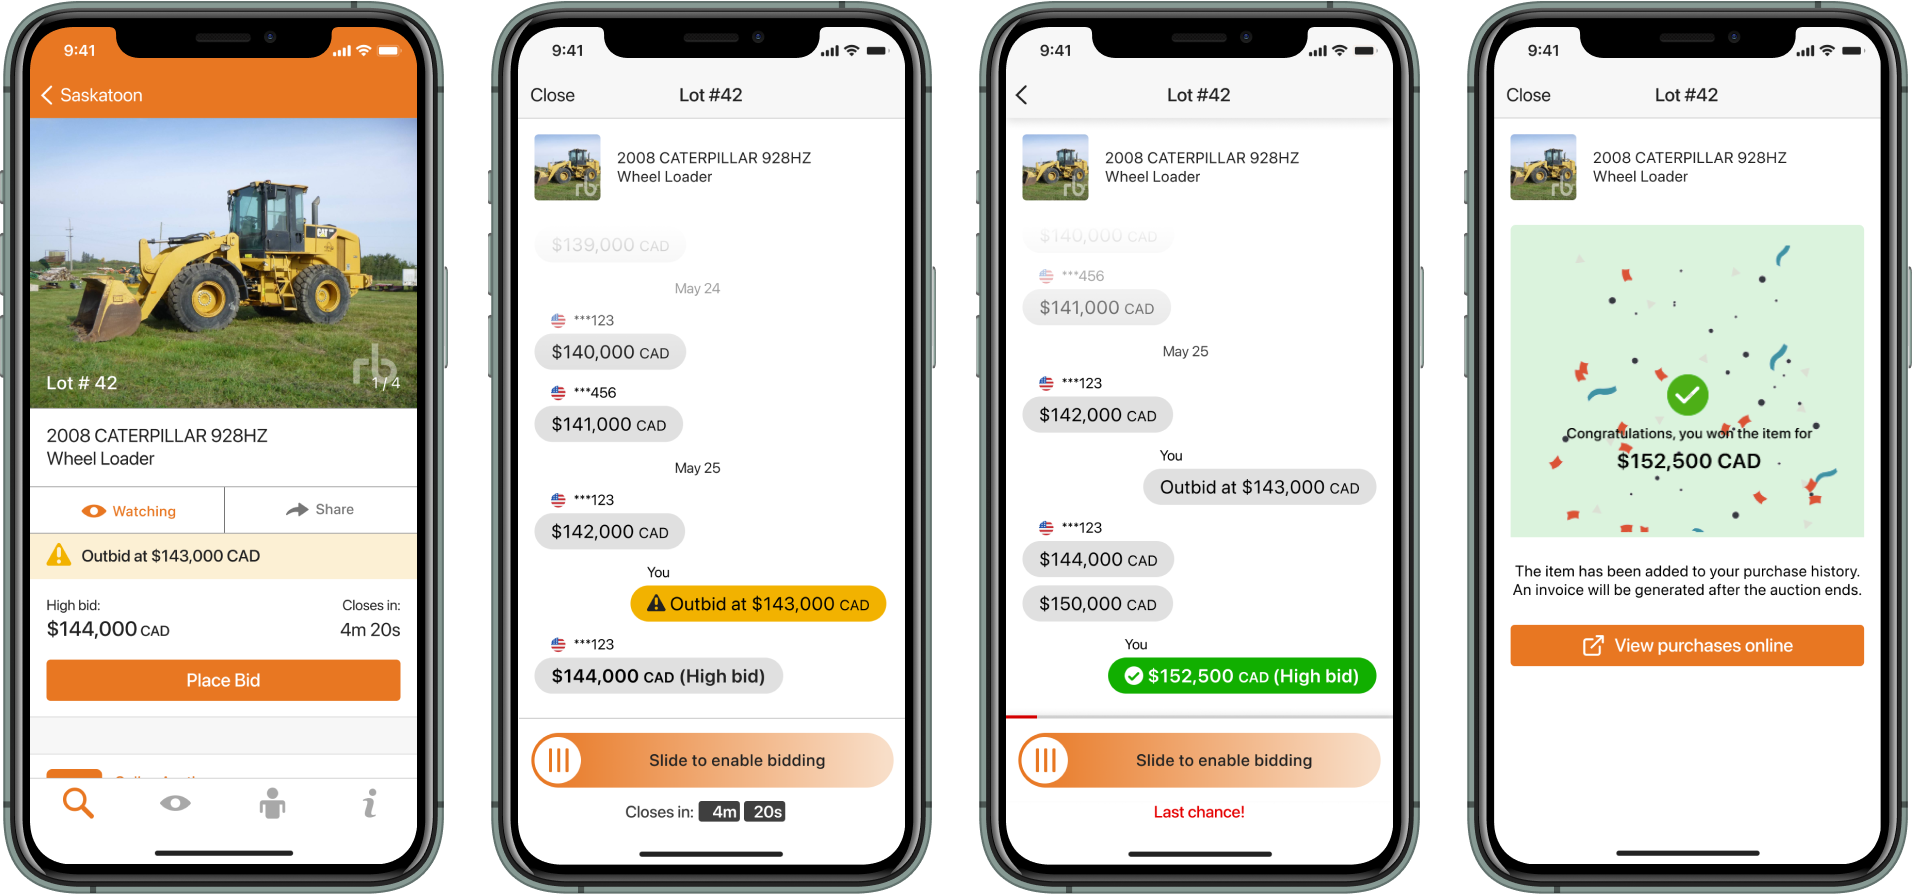 9:41
Saskatoon
CAT
rb
Lot # 42
1 / 4
2008 CATERPILLAR 928HZ
Wheel Loader
Watching
Share
Outbid at $143,000 CAD
High bid:
Closes in:
$144,000 CAD
4m 20s
Place Bid
9:41
Close
Lot #42
rb
2008 CATERPILLAR 928HZ
Wheel Loader
$139,000 CAD
May 24
***123
$140,000 CAD
***456
$141,000 CAD
May 25
***123
$142,000 CAD
You
Outbid at $143,000 CAD
***123
$144,000 CAD (High bid)
Slide to enable bidding
Closes in: 4m 20s
9:41
Lot #42
rb
2008 CATERPILLAR 928HZ
Wheel Loader
$140,000 CAD
***456
$141,000 CAD
May 25
***123
$142,000 CAD
You
Outbid at $143,000 CAD
***123
$144,000 CAD
$150,000 CAD
You
$152,500 CAD (High bid)
Slide to enable bidding
Last chance!
9:41
Close
Lot #42
rb
2008 CATERPILLAR 928HZ
Wheel Loader
Congratulations, you won the item for
$152,500 CAD
The item has been added to your purchase history.
An invoice will be generated after the auction ends.
View purchases online